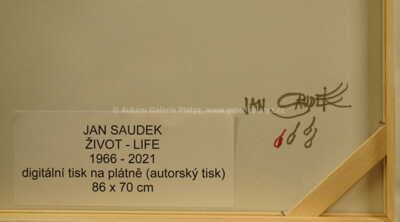 JAN SAUDEK
JAN SAUDEK
ŽIVOT - LIFE
1966 - 2021
digitální tisk na plátně (autorský tisk)
86 x 70 cm